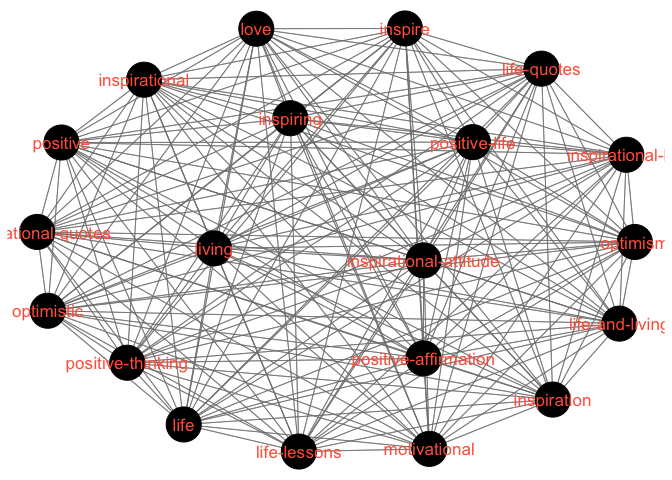 love
inspire
life-quotes
inspirational
inspiring
positive
positive-life
inspirational-l
ational-quotes
living
optimism
inspirational-attitude
optimistic
life-and-living
positive-thinking
positive-affirmation
inspiration
life
life-lessons
motivational